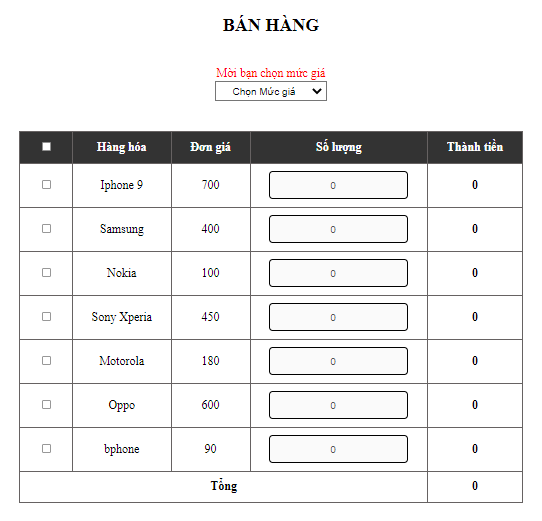 BÁN HÀNG
Mời bạn chọn mức giá
Chọn Mức giá
Hàng hóa Đơn giá Số lượng Thành tiền
Iphone 9 700 0 0
Samsung 400 0 0
Nokia 100 0 0
Sony Xperia 450 0 0
Motorola 180 0 0
Oppo 600 0 0
bphone 90 0 0
Tổng 0